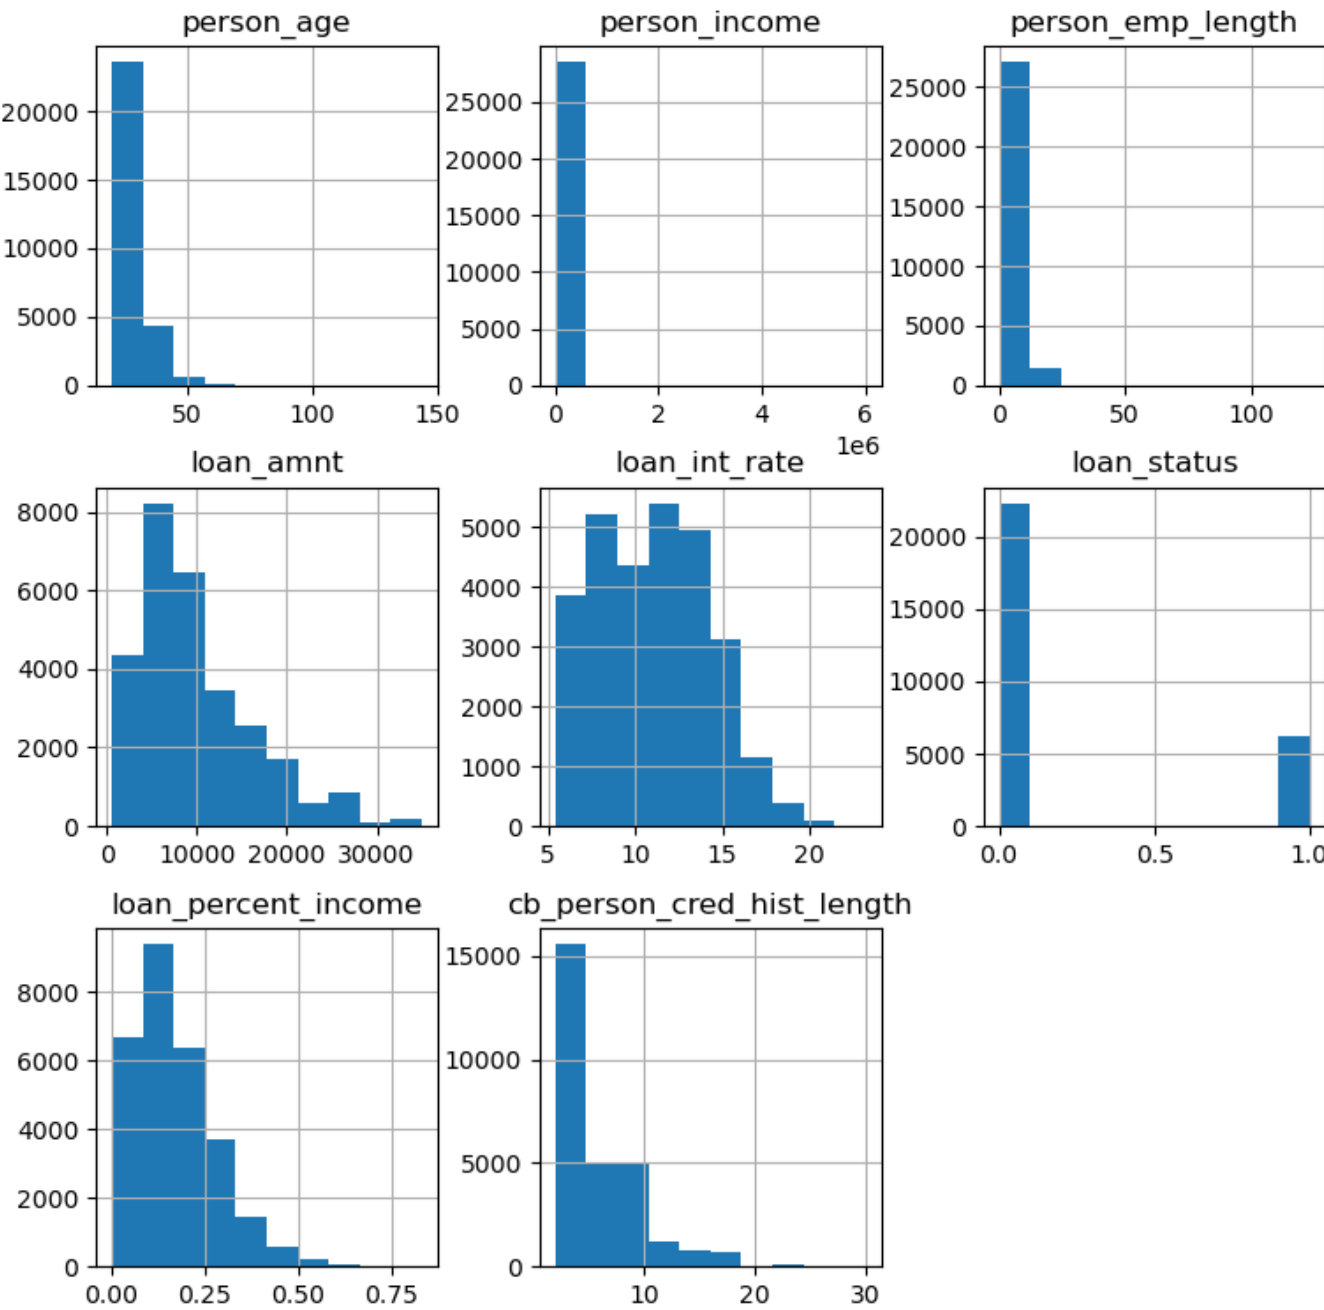 person_age
20000
15000
10000
5000
0
50 100 150
person_income
25000
20000
15000
10000
5000
0
0 2 4 6
1e6
person_emp_length
25000
20000
15000
10000
5000
0
0 50 100
loan_amnt
8000
6000
4000
2000
0
0 10000 20000 30000
loan_int_rate
5000
4000
3000
2000
1000
0
5 10 15 20
loan_status
20000
15000
10000
5000
0
0.0 0.5 1.0
loan_percent_income
8000
6000
4000
2000
0
0.00 0.25 0.50 0.75
cb_person_cred_hist_length
15000
10000
5000
0
10 20 30